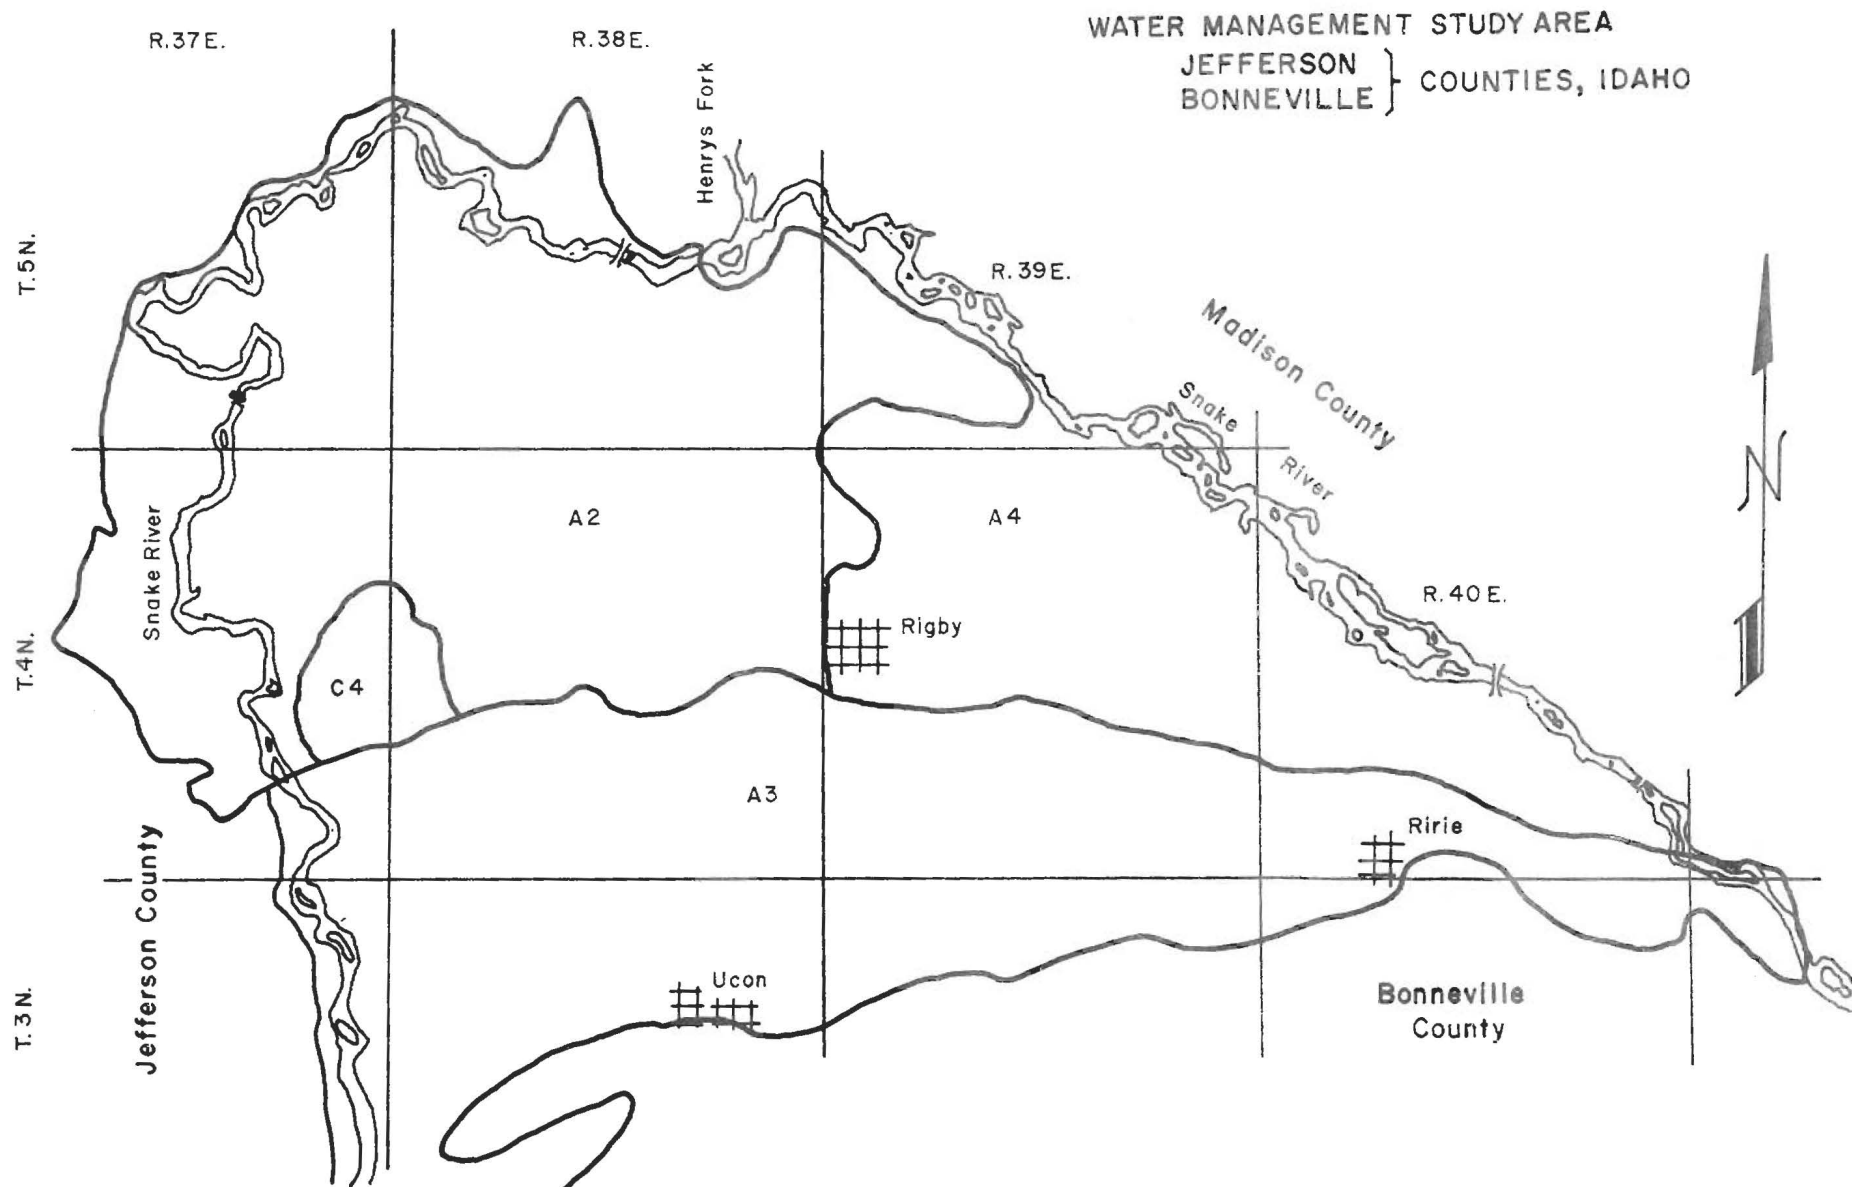 WATER MANAGEMENT STUDY AREA
JEFFERSON
BONNEVILLE } COUNTIES, IDAHO
R.37E.
R.38E.
Henrys Fork
T.5N.
R.39E.
Madison County
Snake
River
N
A2
A4
Snake River
R.40E.
Rigby
T.4N.
C4
A3
Ririe
Jefferson County
Ucon
Bonneville
County
T.3N.